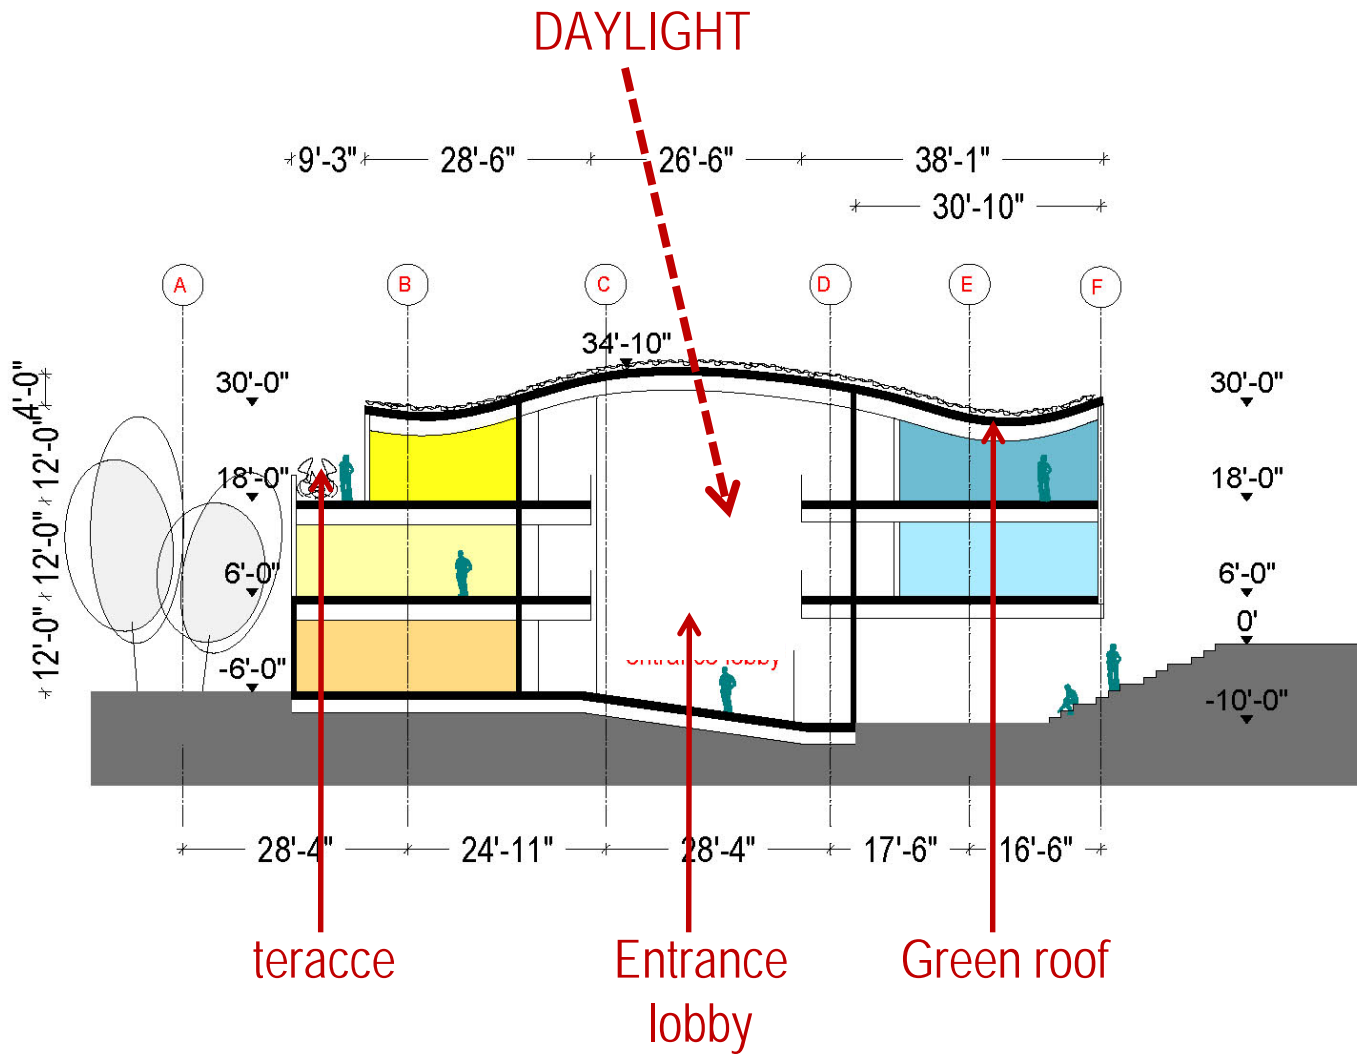 DAYLIGHT
9'-3" 28'-6" 26'-6" 38'-1"
30'-10"
A B C D E F
34'-10"
4'-0"
30'-0" 30'-0"
12'-0"
18'-0" 18'-0"
12'-0"
6'-0" 6'-0"
0'
12'-0"
entrance lobby
-6'-0"
-10'-0"
28'-4" 24'-11" 28'-4" 17'-6" 16'-6"
teracce Entrance Green roof
lobby